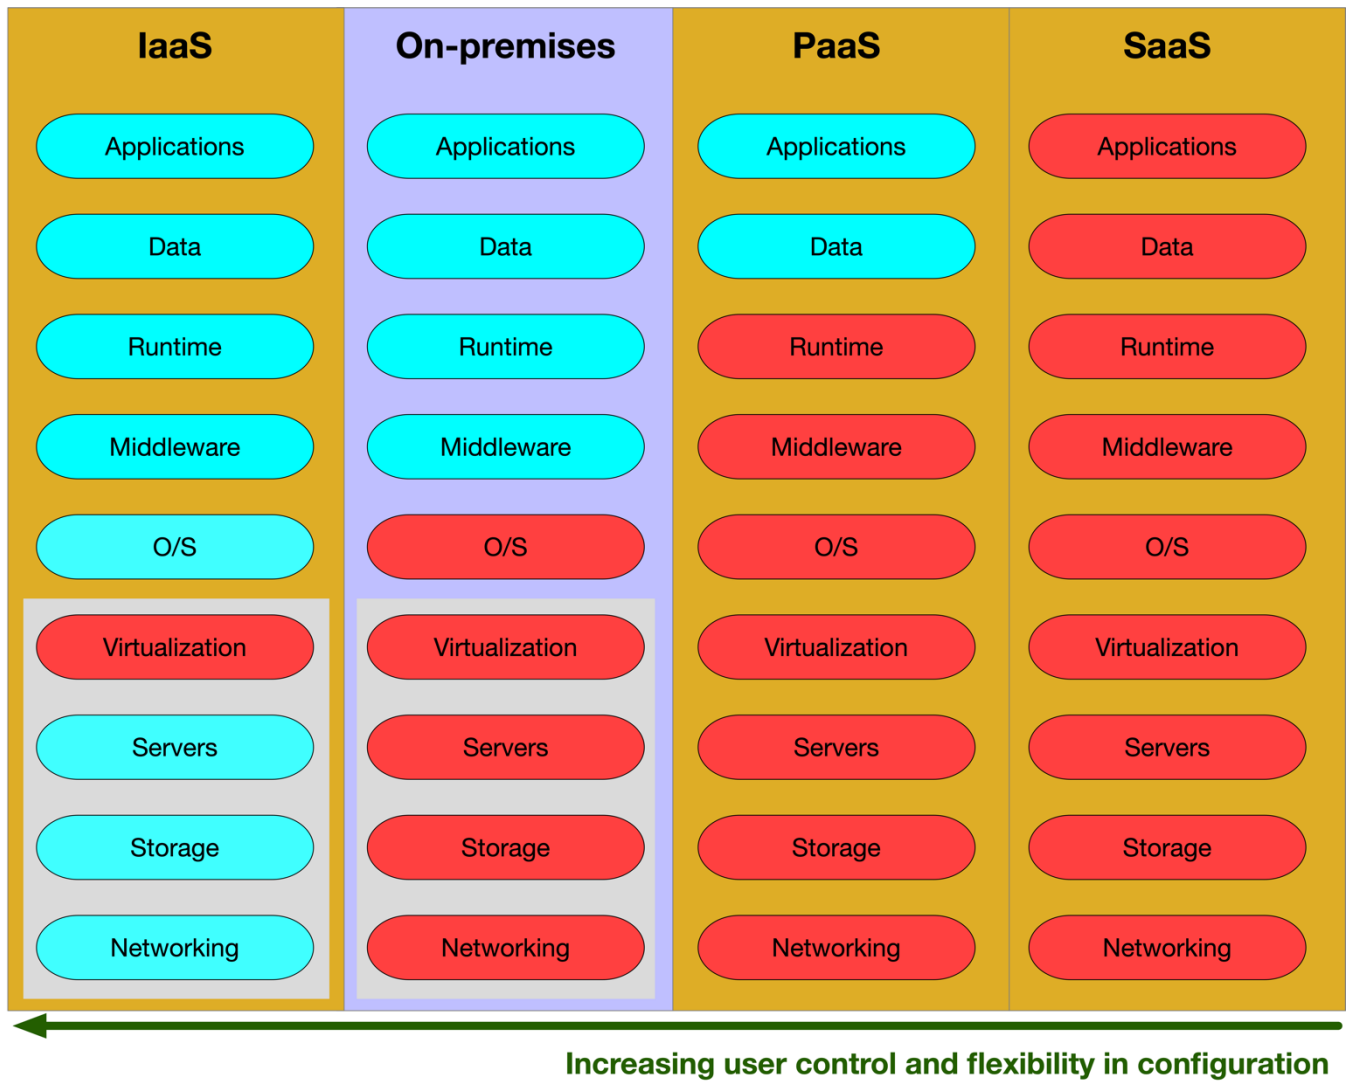 IaaS
On-premises
PaaS
SaaS
Applications
Applications
Applications
Applications
Data
Data
Data
Data
Runtime
Runtime
Runtime
Runtime
Middleware
Middleware
Middleware
Middleware
O/S
O/S
O/S
O/S
Virtualization
Virtualization
Virtualization
Virtualization
Servers
Servers
Servers
Servers
Storage
Storage
Storage
Storage
Networking
Networking
Networking
Networking
Increasing user control and flexibility in configuration